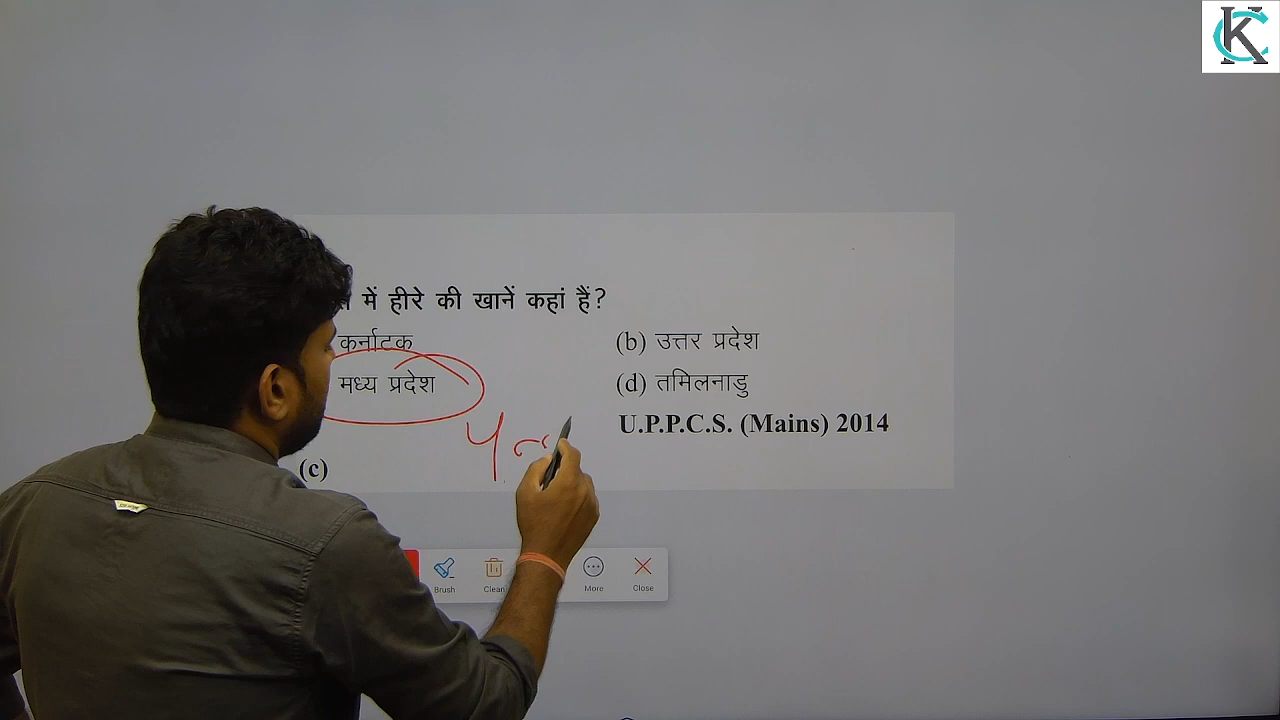 में हीरे की खानें कहां हैं?
कर्नाटक (b) उत्तर प्रदेश
मध्य प्रदेश (d) तमिलनाडु
U.P.P.C.S. (Mains) 2014
(c)
Brush Clean More Close